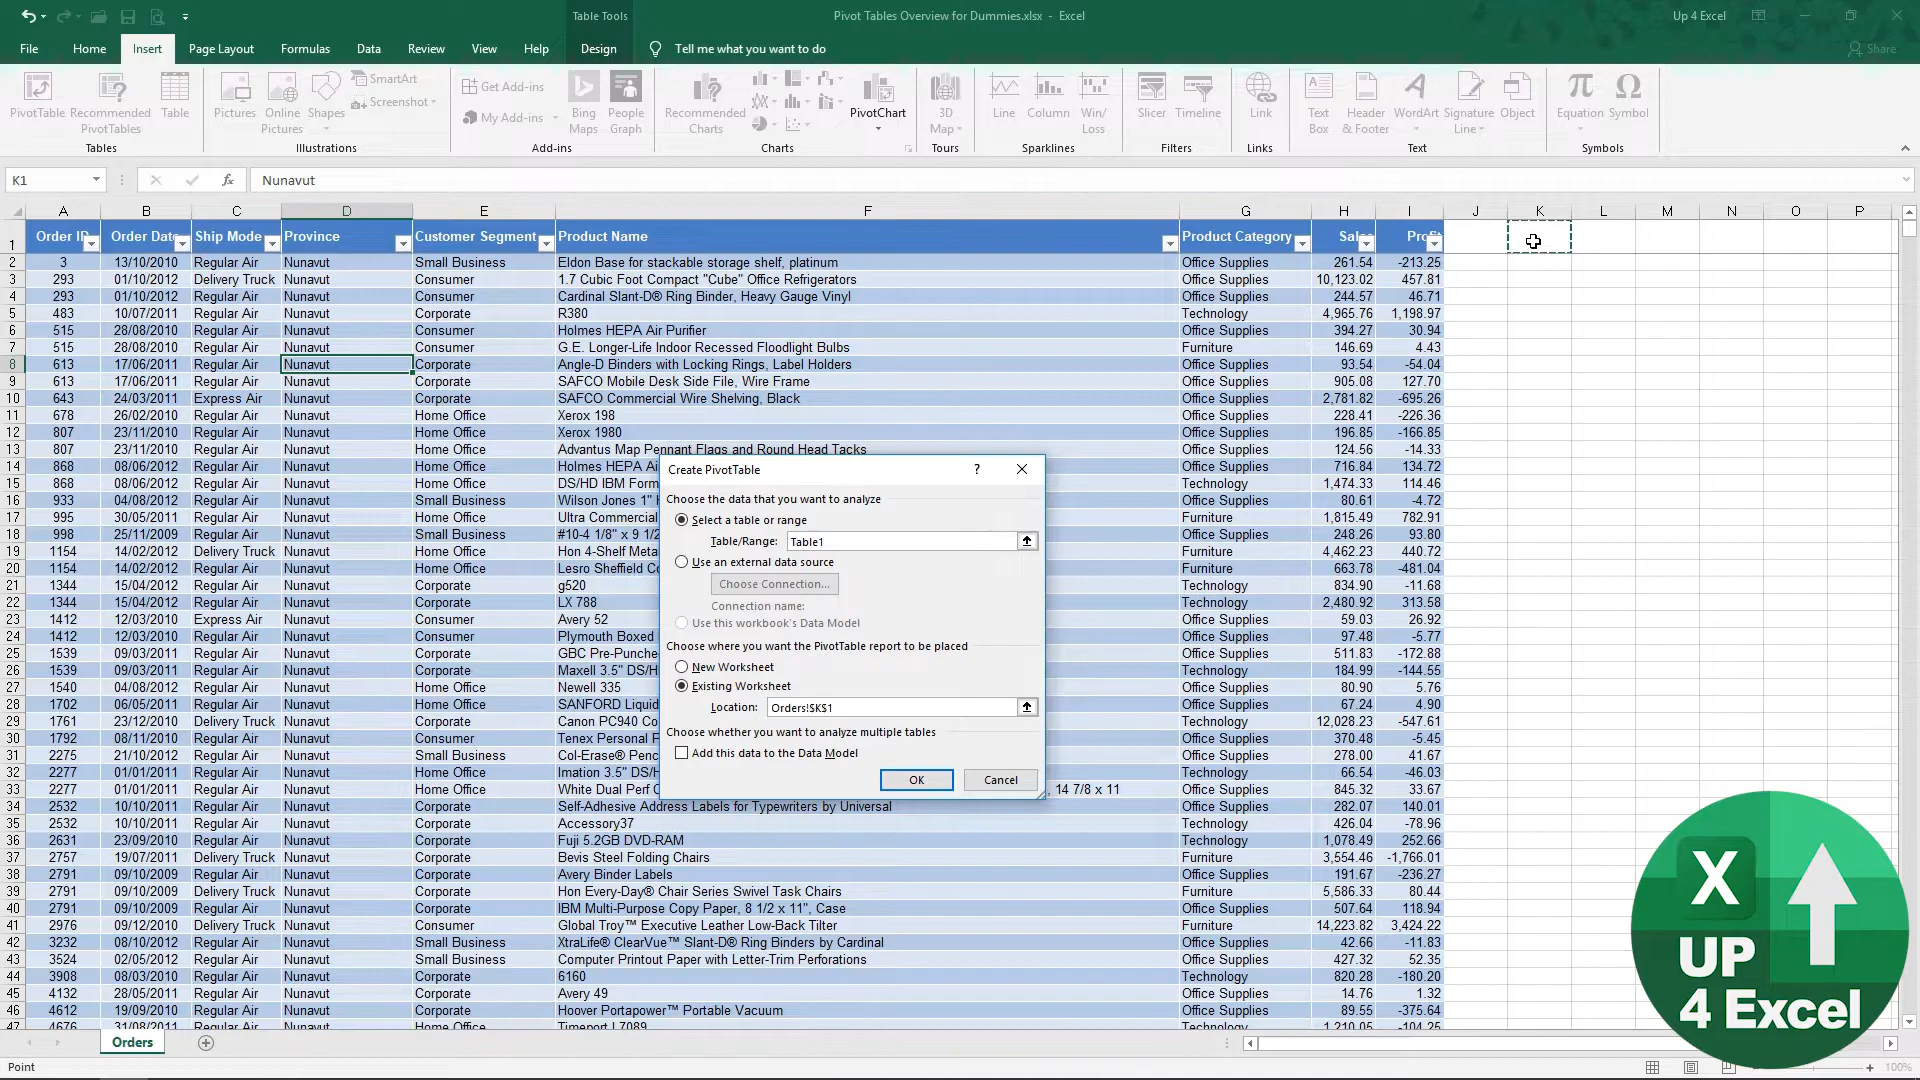 Table Tools
Pivot Tables Overview for Dummies.xlsx - Excel
Up 4 Excel
File Home Insert Page Layout Formulas Data Review View Help Design Tell me what you want to do Share
PivotTable Recommended PivotTables Table
Tables
Pictures Online Pictures Shapes SmartArt Screenshot
Illustrations
Get Add-ins My Add-ins Bing Maps People Graph
Add-ins
Recommended Charts PivotChart
Charts
3D Map
Tours
Line Column Win/ Loss
Sparklines
Slicer Timeline
Filters
Link
Links
Text Box Header & Footer WordArt Signature Line Object
Text
Equation Symbol
Symbols
K1 fx Nunavut
A B C D E F G H I J K L M N O P
1 Order ID Order Date Ship Mode Province Customer Segment Product Name Product Category Sales Profit
2 3 13/10/2010 Regular Air Nunavut Small Business Eldon Base for stackable storage shelf, platinum Office Supplies 261.54 -213.25
3 293 01/10/2012 Delivery Truck Nunavut Consumer 1.7 Cubic Foot Compact "Cube" Office Refrigerators Office Supplies 10,123.02 457.81
4 293 01/10/2012 Regular Air Nunavut Consumer Cardinal Slant-D® Ring Binder, Heavy Gauge Vinyl Office Supplies 244.57 46.71
5 483 10/07/2011 Regular Air Nunavut Corporate R380 Technology 4,965.76 1,198.97
6 515 28/08/2010 Regular Air Nunavut Consumer Holmes HEPA Air Purifier Office Supplies 394.27 30.94
7 515 28/08/2010 Regular Air Nunavut Consumer G.E. Longer-Life Indoor Recessed Floodlight Bulbs Furniture 146.69 4.43
8 613 17/06/2011 Regular Air Nunavut Corporate Angle-D Binders with Locking Rings, Label Holders Office Supplies 93.54 -54.04
9 613 17/06/2011 Regular Air Nunavut Corporate SAFCO Mobile Desk Side File, Wire Frame Office Supplies 905.08 127.70
10 643 24/03/2011 Express Air Nunavut Corporate SAFCO Commercial Wire Shelving, Black Office Supplies 2,781.82 -695.26
11 678 26/02/2010 Regular Air Nunavut Home Office Xerox 198 Office Supplies 228.41 -226.36
12 807 23/11/2010 Regular Air Nunavut Home Office Xerox 1980 Office Supplies 196.85 -166.85
13 807 23/11/2010 Regular Air Nunavut Home Office Advantus Map Pennant Flags and Round Head Tacks Office Supplies 124.56 -14.33
14 868 08/06/2012 Regular Air Nunavut Home Office Holmes HEPA Ai Office Supplies 716.84 134.72
15 868 08/06/2012 Regular Air Nunavut Home Office DS/HD IBM Form Technology 1,474.33 114.46
16 933 04/08/2012 Regular Air Nunavut Small Business Wilson Jones 1" H Office Supplies 80.61 -4.72
17 995 30/05/2011 Regular Air Nunavut Home Office Ultra Commercial Furniture 1,815.49 782.91
18 998 25/11/2009 Regular Air Nunavut Small Business #10-4 1/8" x 9 1/2 Office Supplies 248.26 93.80
19 1154 14/02/2012 Delivery Truck Nunavut Home Office Hon 4-Shelf Meta Furniture 4,462.23 440.72
20 1154 14/02/2012 Regular Air Nunavut Home Office Lesro Sheffield Co Furniture 663.78 -481.04
21 1344 15/04/2012 Regular Air Nunavut Corporate g520 Technology 834.90 -11.68
22 1344 15/04/2012 Regular Air Nunavut Corporate LX 788 Technology 2,480.92 313.58
23 1412 12/03/2010 Express Air Nunavut Consumer Avery 52 Office Supplies 59.03 26.92
24 1412 12/03/2010 Regular Air Nunavut Consumer Plymouth Boxed Office Supplies 97.48 -5.77
25 1539 09/03/2011 Regular Air Nunavut Corporate GBC Pre-Punche Office Supplies 511.83 -172.88
26 1539 09/03/2011 Regular Air Nunavut Corporate Maxell 3.5" DS/H Technology 184.99 -144.55
27 1540 04/08/2012 Regular Air Nunavut Home Office Newell 335 Office Supplies 80.90 5.76
28 1702 06/05/2011 Regular Air Nunavut Home Office SANFORD Liquid Office Supplies 67.24 4.90
29 1761 23/12/2010 Delivery Truck Nunavut Corporate Canon PC940 Co Technology 12,028.23 -547.61
30 1792 08/11/2010 Regular Air Nunavut Consumer Tenex Personal F Office Supplies 370.48 -5.45
31 2275 21/10/2012 Regular Air Nunavut Small Business Col-Erase® Penc Office Supplies 278.00 41.67
32 2277 01/01/2011 Regular Air Nunavut Home Office Imation 3.5" DS/H Technology 66.54 -46.03
33 2277 01/01/2011 Regular Air Nunavut Home Office White Dual Perf C , 14 7/8 x 11 Office Supplies 845.32 33.67
34 2532 10/10/2011 Regular Air Nunavut Corporate Self-Adhesive Address Labels for Typewriters by Universal Office Supplies 282.07 140.01
35 2532 10/10/2011 Regular Air Nunavut Corporate Accessory37 Technology 426.04 -78.96
36 2631 23/09/2010 Regular Air Nunavut Corporate Fuji 5.2GB DVD-RAM Technology 1,078.49 252.66
37 2757 19/07/2011 Delivery Truck Nunavut Corporate Bevis Steel Folding Chairs Furniture 3,554.46 -1,766.01
38 2791 09/10/2009 Regular Air Nunavut Corporate Avery Binder Labels Office Supplies 191.67 -236.27
39 2791 09/10/2009 Delivery Truck Nunavut Corporate Hon Every-Day® Chair Series Swivel Task Chairs Furniture 5,586.33 80.44
40 2791 09/10/2009 Regular Air Nunavut Corporate IBM Multi-Purpose Copy Paper, 8 1/2 x 11", Case Office Supplies 507.64 118.94
41 2976 09/12/2010 Delivery Truck Nunavut Consumer Global Troy™ Executive Leather Low-Back Tilter Furniture 14,223.82 3,424.22
42 3232 08/10/2012 Regular Air Nunavut Small Business XtraLife® ClearVue™ Slant-D® Ring Binders by Cardinal Office Supplies 42.66 -11.83
43 3524 02/05/2012 Regular Air Nunavut Small Business Computer Printout Paper with Letter-Trim Perforations Office Supplies 427.32 52.35
44 3908 08/03/2010 Regular Air Nunavut Corporate 6160 Technology 820.28 -180.20
45 4132 28/05/2011 Regular Air Nunavut Corporate Avery 49 Office Supplies 14.76 1.32
46 4612 19/09/2010 Regular Air Nunavut Corporate Hoover Portapower™ Portable Vacuum Office Supplies 89.55 -375.64
47 4676 31/08/2011 Regular Air Nunavut Home Office Timeport L7089 Technology 1,210.05 -104.25
Create PivotTable ?
Choose the data that you want to analyze
Select a table or range
Table/Range: Table1
Use an external data source
Choose Connection...
Connection name:
Use this workbook's Data Model
Choose where you want the PivotTable report to be placed
New Worksheet
Existing Worksheet
Location: Orders!$K$1
Choose whether you want to analyze multiple tables
Add this data to the Data Model
OK Cancel
X
UP
4 Excel
Orders
Point
100%